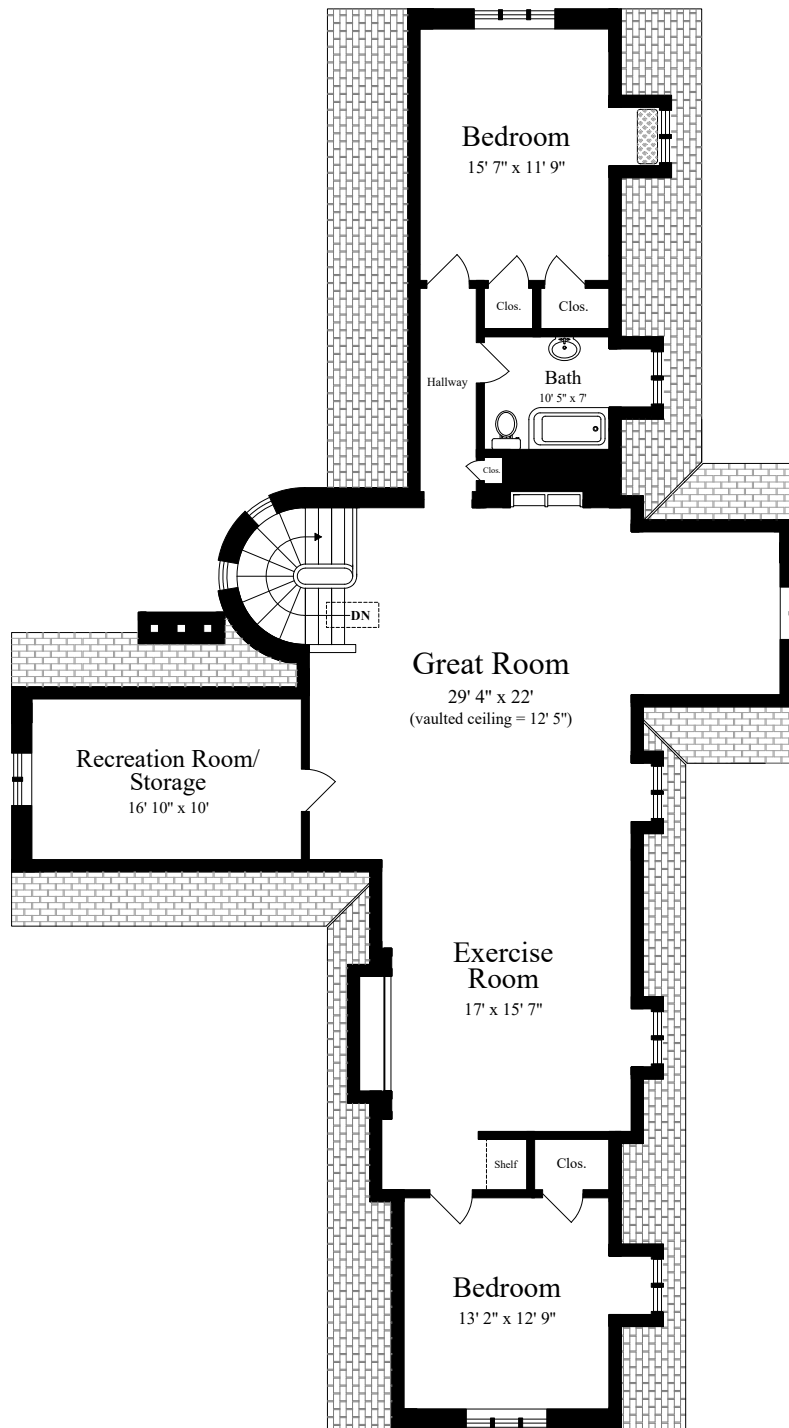 Bedroom
15' 7" x 11' 9"
Clos.
Clos.
Hallway
Bath
10' 5" x 7'
Clos.
DN
Great Room
29' 4" x 22'
(vaulted ceiling = 12' 5")
Recreation Room/
Storage
16' 10" x 10'
Exercise
Room
17' x 15' 7"
Shelf
Clos.
Bedroom
13' 2" x 12' 9"